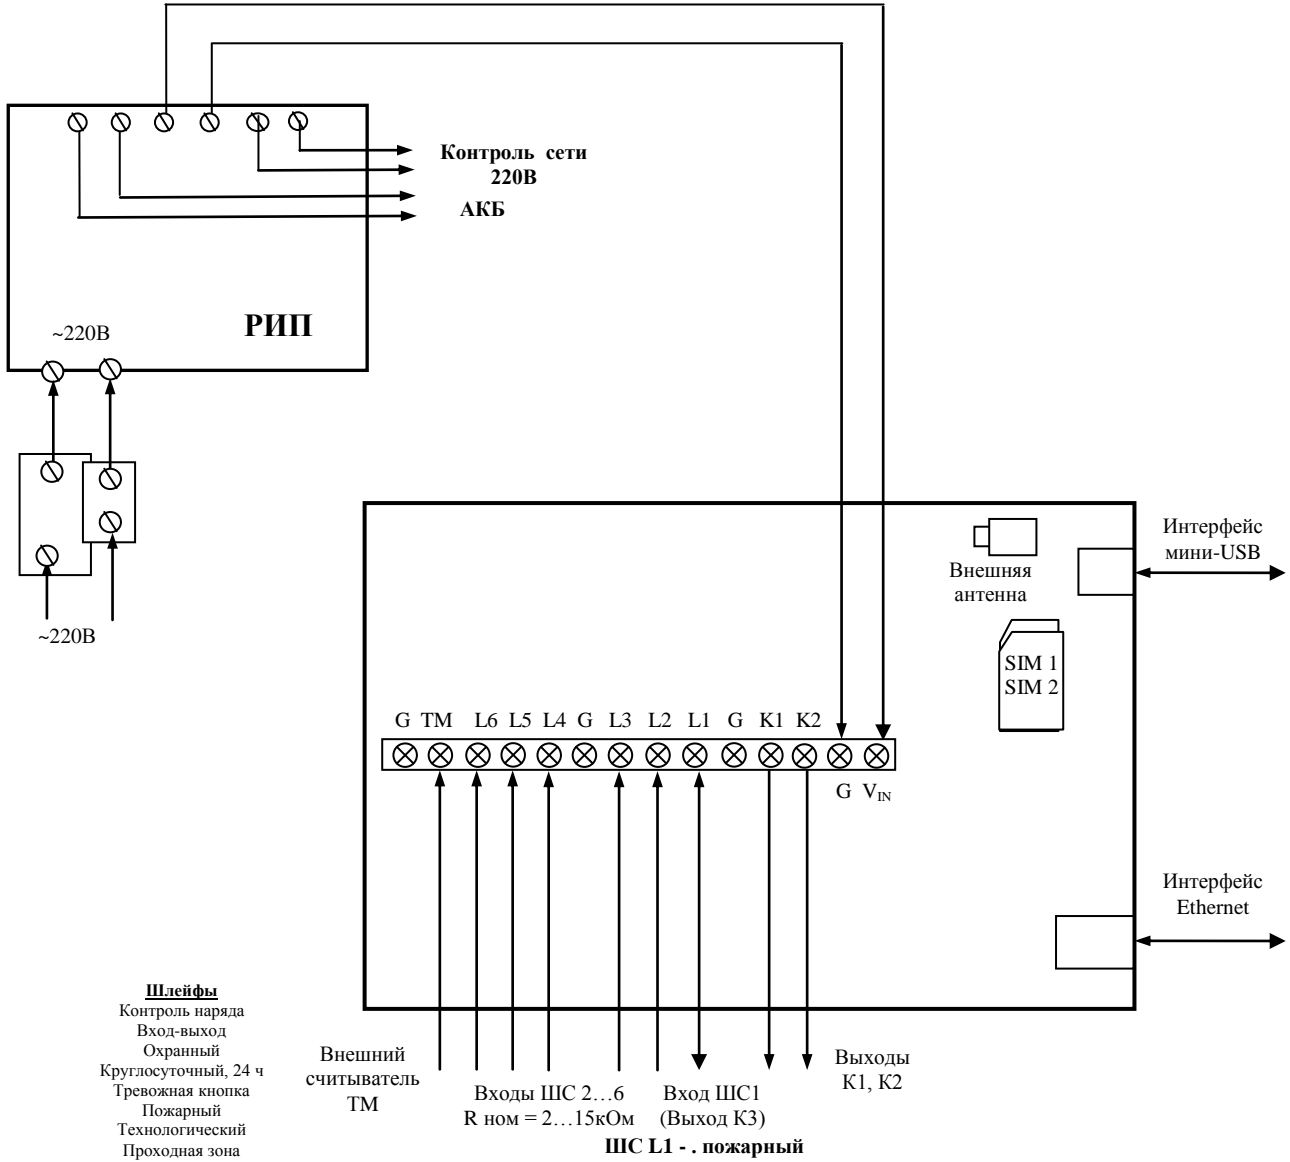 Контроль сети
220В
АКБ
РИП
~220В
~220В
Интерфейс
мини-USB
Внешняя
антенна
SIM 1
SIM 2
G TM L6 L5 L4 G L3 L2 L1 G K1 K2
G VIN
Интерфейс
Ethernet
Шлейфы
Контроль наряда
Вход-выход
Охранный
Круглосуточный, 24 ч
Тревожная кнопка
Пожарный
Технологический
Проходная зона
Внешний
считыватель
ТМ
Входы ШС 2…6
R ном = 2…15кОм
Вход ШС1
(Выход К3)
ШС L1 - . пожарный
Выходы
К1, К2